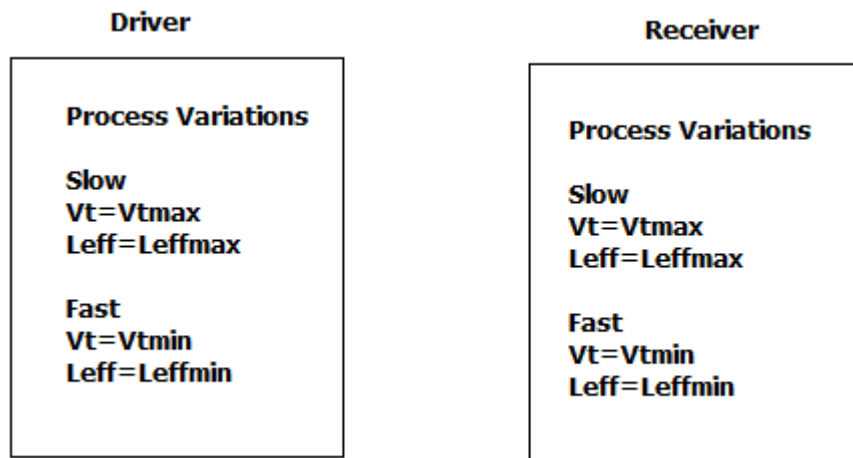 Driver
Process Variations
Slow
Vt=Vtmax
Leff=Leffmax
Fast
Vt=Vtmin
Leff=Leffmin
Receiver
Process Variations
Slow
Vt=Vtmax
Leff=Leffmax
Fast
Vt=Vtmin
Leff=Leffmin